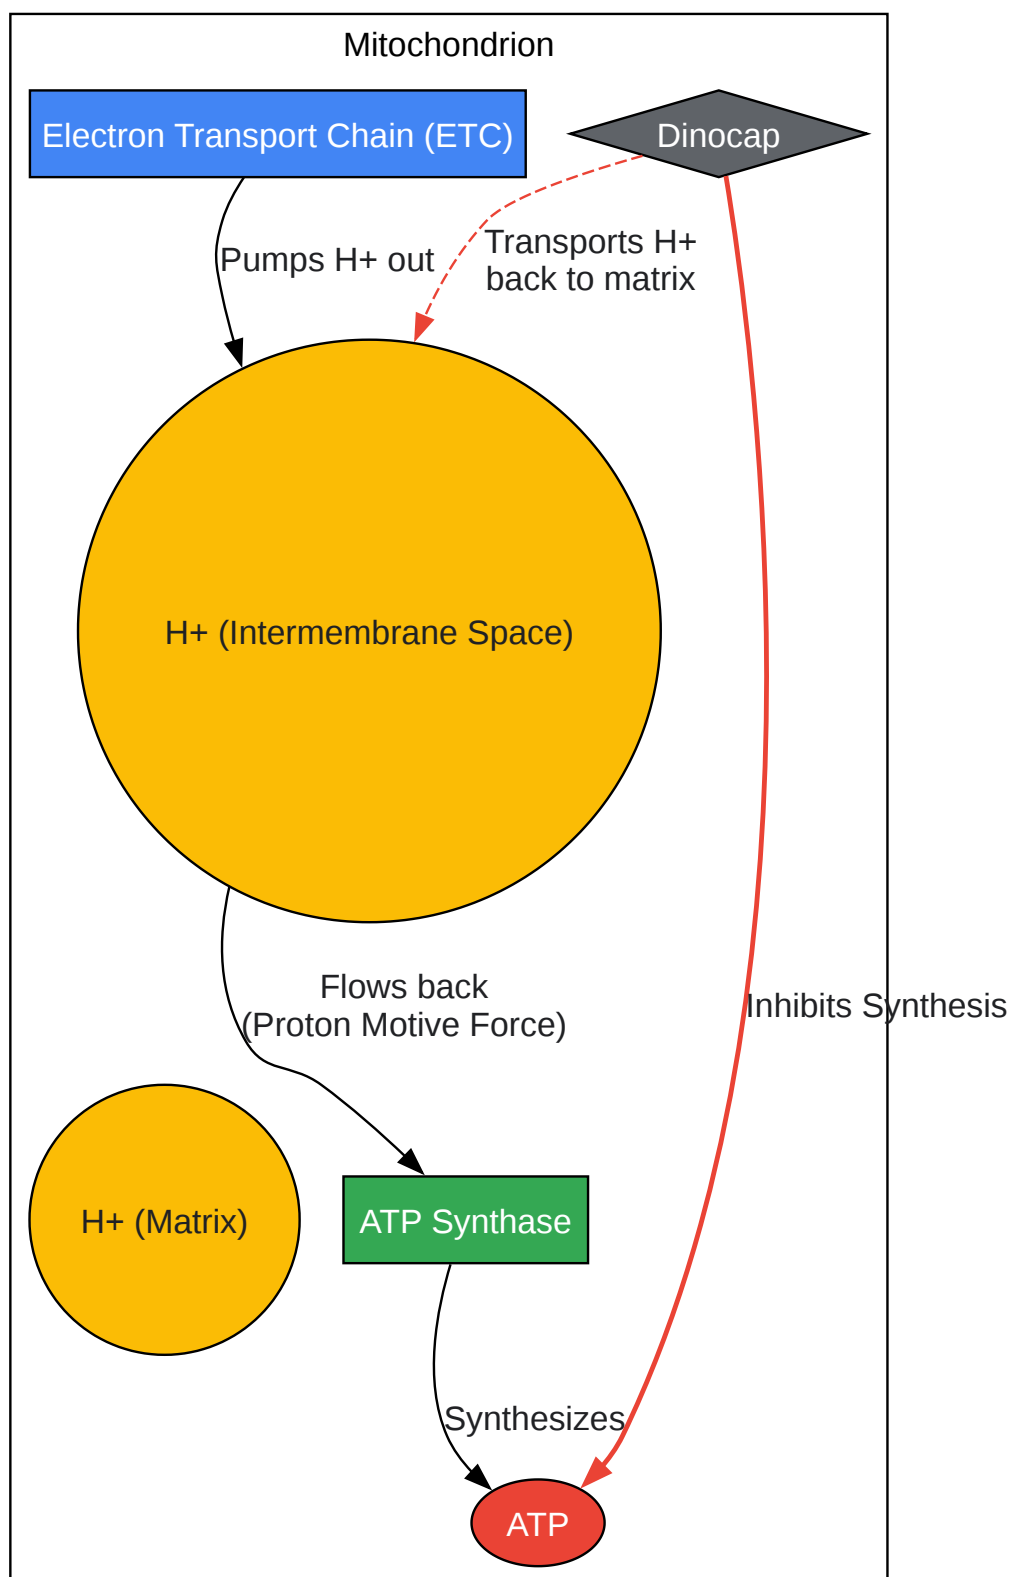 Mitochondrion
Electron Transport Chain (ETC)
Dinocap
Pumps H+ out
Transports H+
back to matrix
H+ (Intermembrane Space)
Flows back
(Proton Motive Force)
Inhibits Synthesis
H+ (Matrix)
ATP Synthase
Synthesizes
ATP